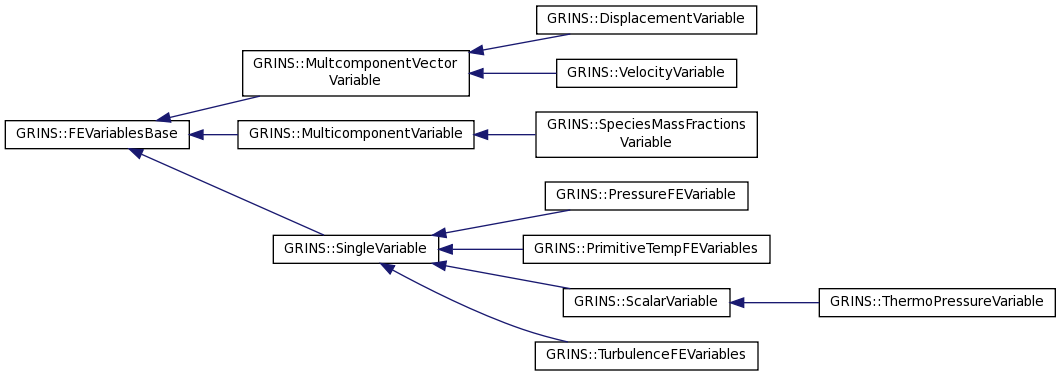 GRINS::DisplacementVariable
GRINS::MultcomponentVector
Variable
GRINS::VelocityVariable
GRINS::FEVariablesBase
GRINS::MulticomponentVariable
GRINS::SpeciesMassFractions
Variable
GRINS::PressureFEVariable
GRINS::SingleVariable
GRINS::PrimitiveTempFEVariables
GRINS::ScalarVariable
GRINS::ThermoPressureVariable
GRINS::TurbulenceFEVariables